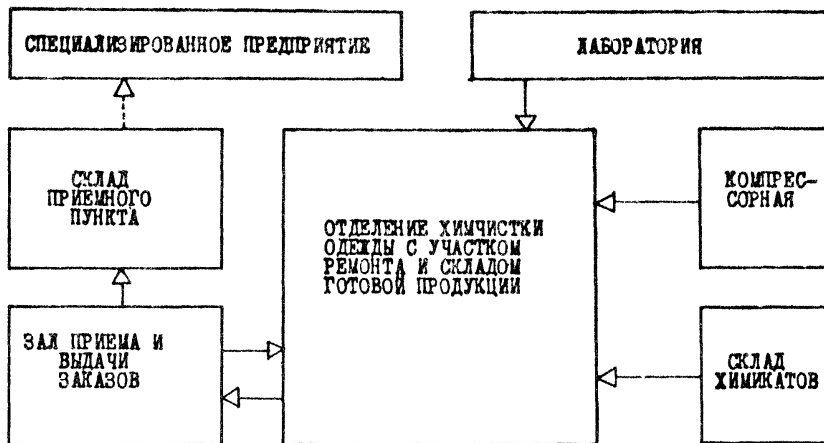 СПЕЦИАЛИЗИРОВАННОЕ ПРЕДПРИЯТИЕ
ЛАБОРАТОРИЯ
СКЛАД
ПРИЕМНОГО
ПУНКТА
ОТДЕЛЕНИЕ ХИМЧИСТКИ
ОДЕЖДЫ С УЧАСТКОМ
РЕМОНТА И СКЛАДОМ
ГОТОВОЙ ПРОДУКЦИИ
КОМПРЕС-
СОРНАЯ
ЗАЛ ПРИЕМА И
ВЫДАЧИ
ЗАКАЗОВ
СКЛАД
ХИМИКАТОВ